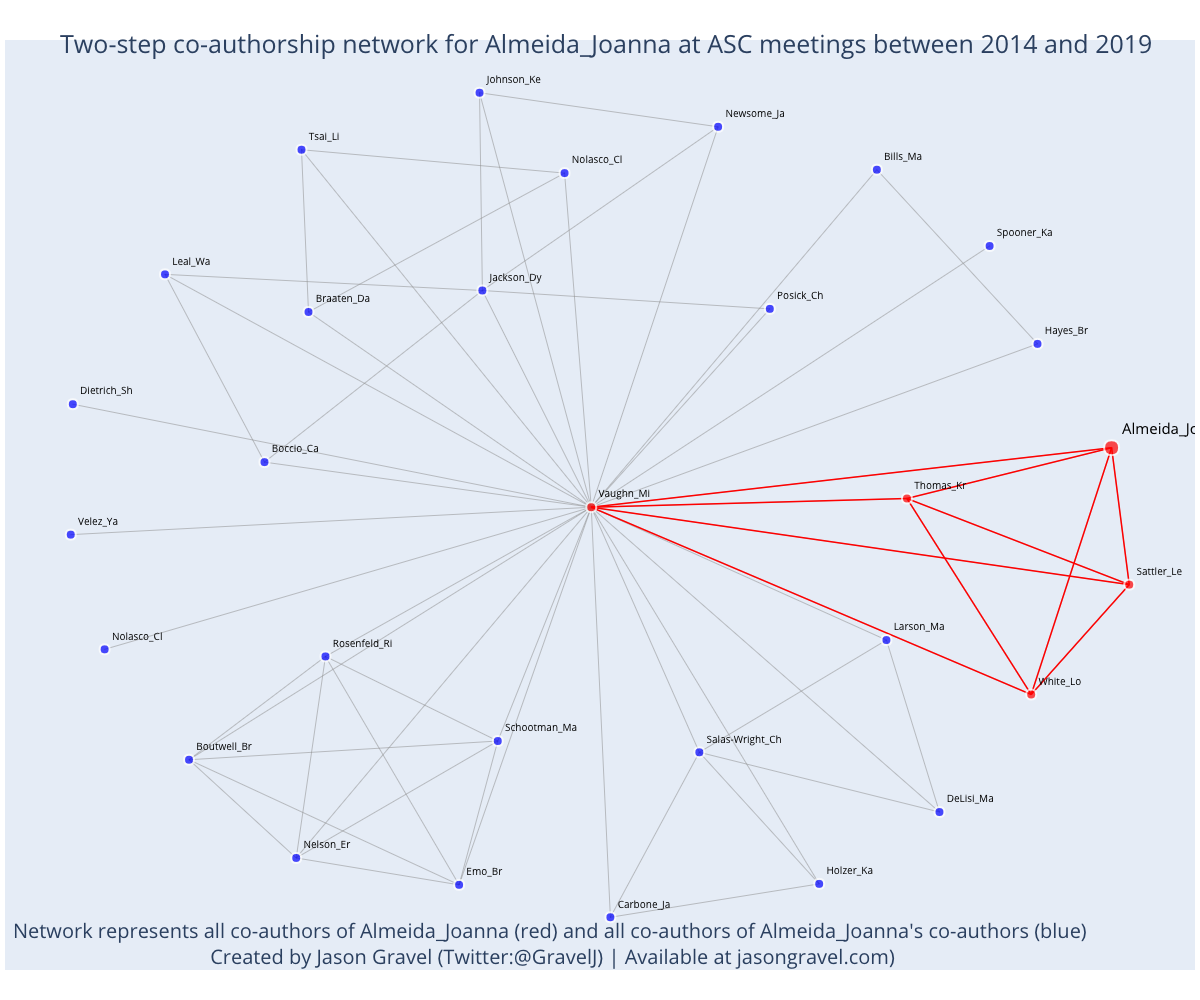 Two-step co-authorship network for Almeida_Joanna at ASC meetings between 2014 and 2019
Johnson_Ke
Newsome_Ja
Tsai_Li
Nolasco_Cl
Bills_Ma
Spooner_Ka
Leal_Wa
Jackson_Dy
Braaten_Da
Posick_Ch
Hayes_Br
Dietrich_Sh
Almeida_Jo
Boccio_Ca
Thomas_Kr
Vaughn_Mi
Velez_Ya
Sattler_Le
Larson_Ma
Nolasco_Cl
Rosenfeld_Ri
White_Lo
Schootman_Ma
Salas-Wright_Ch
Boutwell_Br
DeLisi_Ma
Nelson_Er
Emo_Br
Holzer_Ka
Carbone_Ja
Network represents all co-authors of Almeida_Joanna (red) and all co-authors of Almeida_Joanna's co-authors (blue)
Created by Jason Gravel (Twitter:@GravelJ) | Available at jasongravel.com)